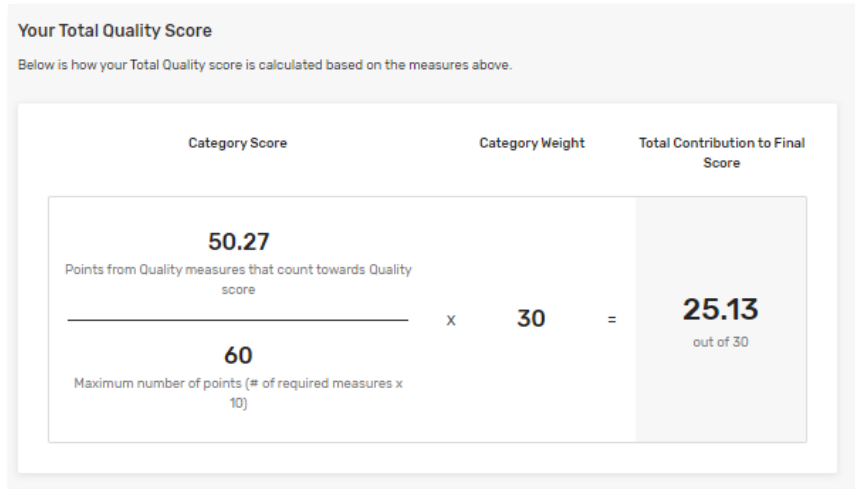 Your Total Quality Score
Below is how your Total Quality score is calculated based on the measures above.
Category Score
Category Weight
Total Contribution to Final
Score
50.27
Points from Quality measures that count towards Quality
score
60
Maximum number of points (# of required measures x
10)
x
30
=
25.13
out of 30